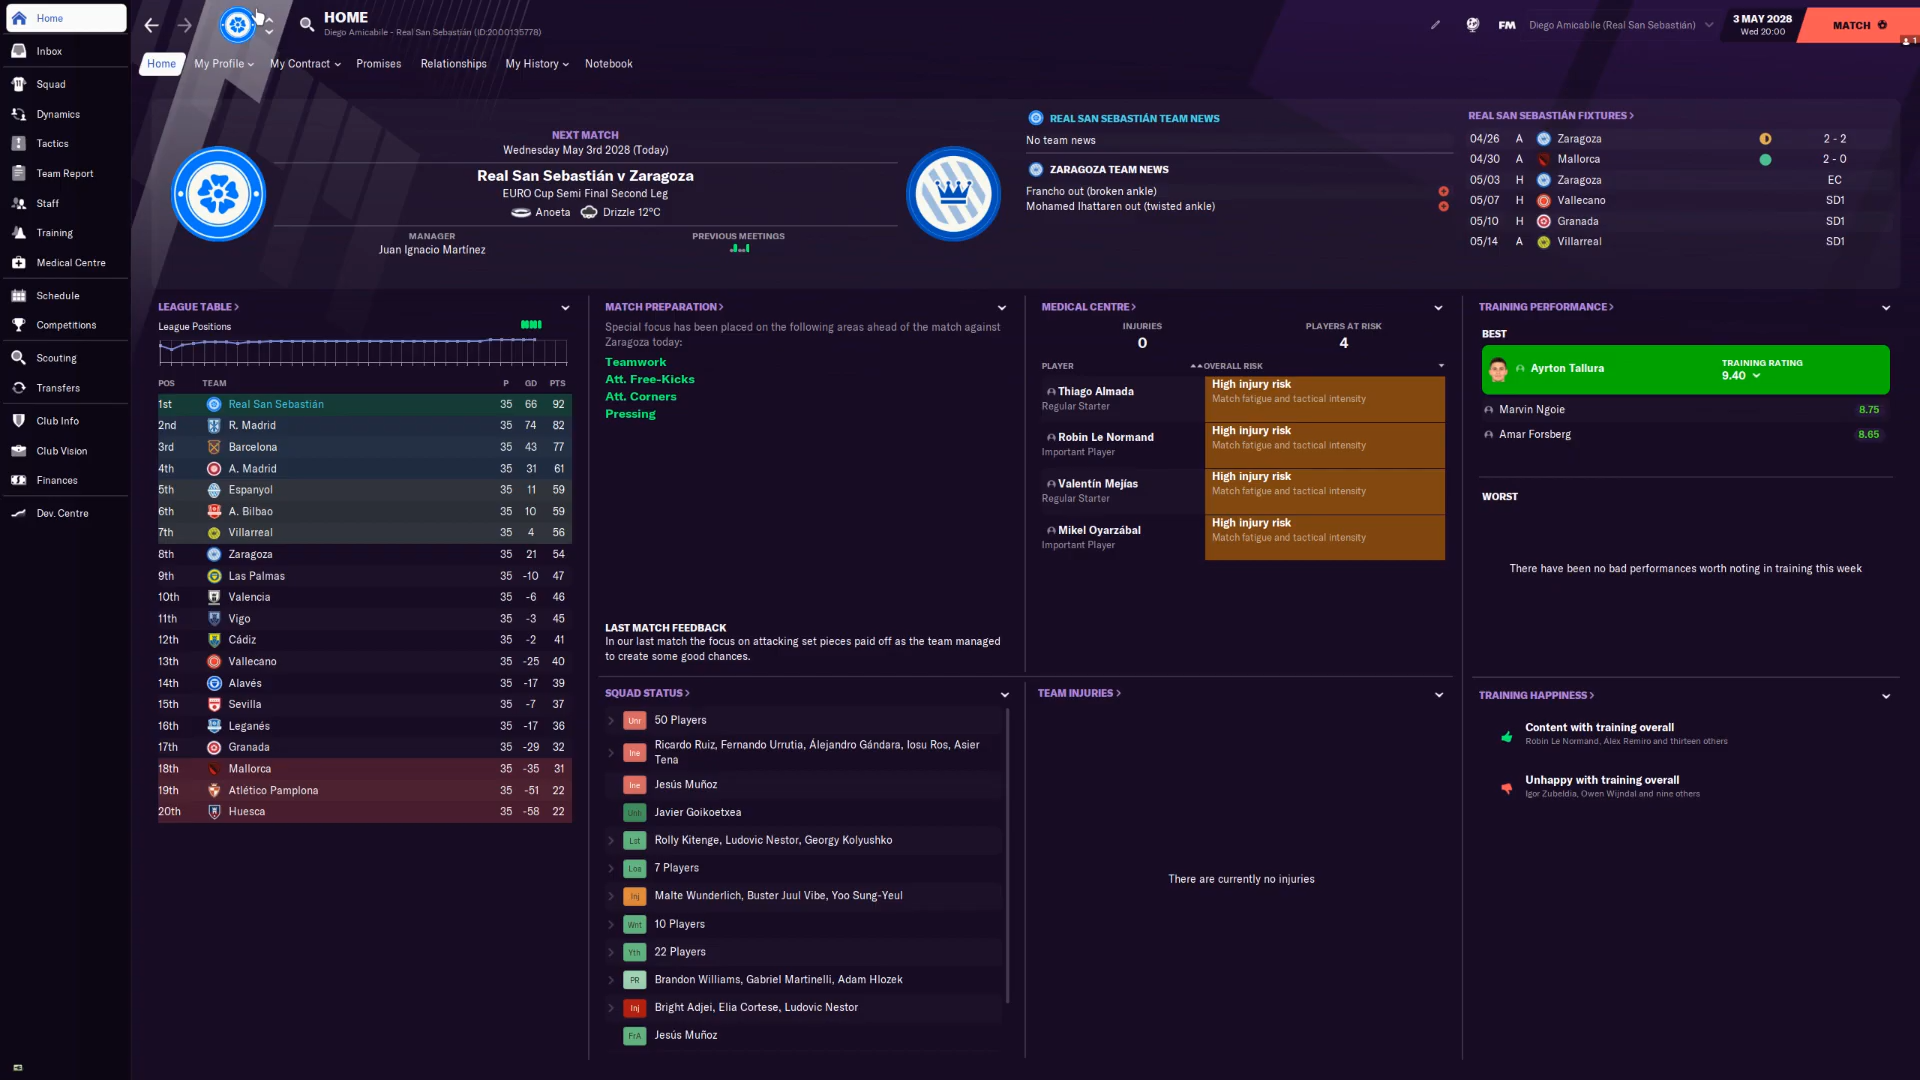 Home
Inbox
Squad
Dynamics
Tactics
Team Report
Staff
Training
Medical Centre
Schedule
Competitions
Scouting
Transfers
Club Info
Club Vision
Finances
Dev. Centre
HOME
Diego Amicabile - Real San Sebastián (ID:2000135778)
FM
Diego Amicabile (Real San Sebastián)
3 MAY 2028
Wed 20:00
MATCH
1
Home
My Profile
My Contract
Promises
Relationships
My History
Notebook
NEXT MATCH
Wednesday May 3rd 2028 (Today)
Real San Sebastián v Zaragoza
EURO Cup Semi Final Second Leg
Anoeta
Drizzle 12°C
MANAGER
Juan Ignacio Martínez
PREVIOUS MEETINGS
REAL SAN SEBASTIÁN TEAM NEWS
No team news
ZARAGOZA TEAM NEWS
Francho out (broken ankle)
Mohamed Ihattaren out (twisted ankle)
REAL SAN SEBASTIÁN FIXTURES >
04/26 A Zaragoza 2 - 2
04/30 A Mallorca 2 - 0
05/03 H Zaragoza EC
05/07 H Vallecano SD1
05/10 H Granada SD1
05/14 A Villarreal SD1
LEAGUE TABLE >
League Positions
POS TEAM P GD PTS
1st Real San Sebastián 35 66 92
2nd R. Madrid 35 74 82
3rd Barcelona 35 43 77
4th A. Madrid 35 31 61
5th Espanyol 35 11 59
6th A. Bilbao 35 10 59
7th Villarreal 35 4 56
8th Zaragoza 35 21 54
9th Las Palmas 35 -10 47
10th Valencia 35 -6 46
11th Vigo 35 -3 45
12th Cádiz 35 -2 41
13th Vallecano 35 -25 40
14th Alavés 35 -17 39
15th Sevilla 35 -7 37
16th Leganés 35 -17 36
17th Granada 35 -29 32
18th Mallorca 35 -35 31
19th Atlético Pamplona 35 -51 22
20th Huesca 35 -58 22
MATCH PREPARATION >
Special focus has been placed on the following areas ahead of the match against
Zaragoza today:
Teamwork
Att. Free-Kicks
Att. Corners
Pressing
LAST MATCH FEEDBACK
In our last match the focus on attacking set pieces paid off as the team managed
to create some good chances.
MEDICAL CENTRE >
INJURIES
0
PLAYERS AT RISK
4
PLAYER OVERALL RISK
Thiago Almada
Regular Starter
High injury risk
Match fatigue and tactical intensity
Robin Le Normand
Important Player
High injury risk
Match fatigue and tactical intensity
Valentín Mejías
Regular Starter
High injury risk
Match fatigue and tactical intensity
Mikel Oyarzábal
Important Player
High injury risk
Match fatigue and tactical intensity
TRAINING PERFORMANCE >
BEST
Ayrton Tallura
TRAINING RATING
9.40
Marvin Ngoie 8.75
Amar Forsberg 8.65
WORST
There have been no bad performances worth noting in training this week
SQUAD STATUS >
Unr 50 Players
Ine Ricardo Ruiz, Fernando Urrutia, Álejandro Gándara, Iosu Ros, Asier
Tena
Ine Jesús Muñoz
Unh Javier Goikoetxea
Lst Rolly Kitenge, Ludovic Nestor, Georgy Kolyushko
Loa 7 Players
Inj Malte Wunderlich, Buster Juul Vibe, Yoo Sung-Yeul
Wnt 10 Players
Yth 22 Players
PR Brandon Williams, Gabriel Martinelli, Adam Hlozek
Inj Bright Adjei, Elia Cortese, Ludovic Nestor
FrA Jesús Muñoz
TEAM INJURIES >
There are currently no injuries
TRAINING HAPPINESS >
Content with training overall
Robin Le Normand, Álex Remiro and thirteen others
Unhappy with training overall
Igor Zubeldia, Owen Wijndal and nine others